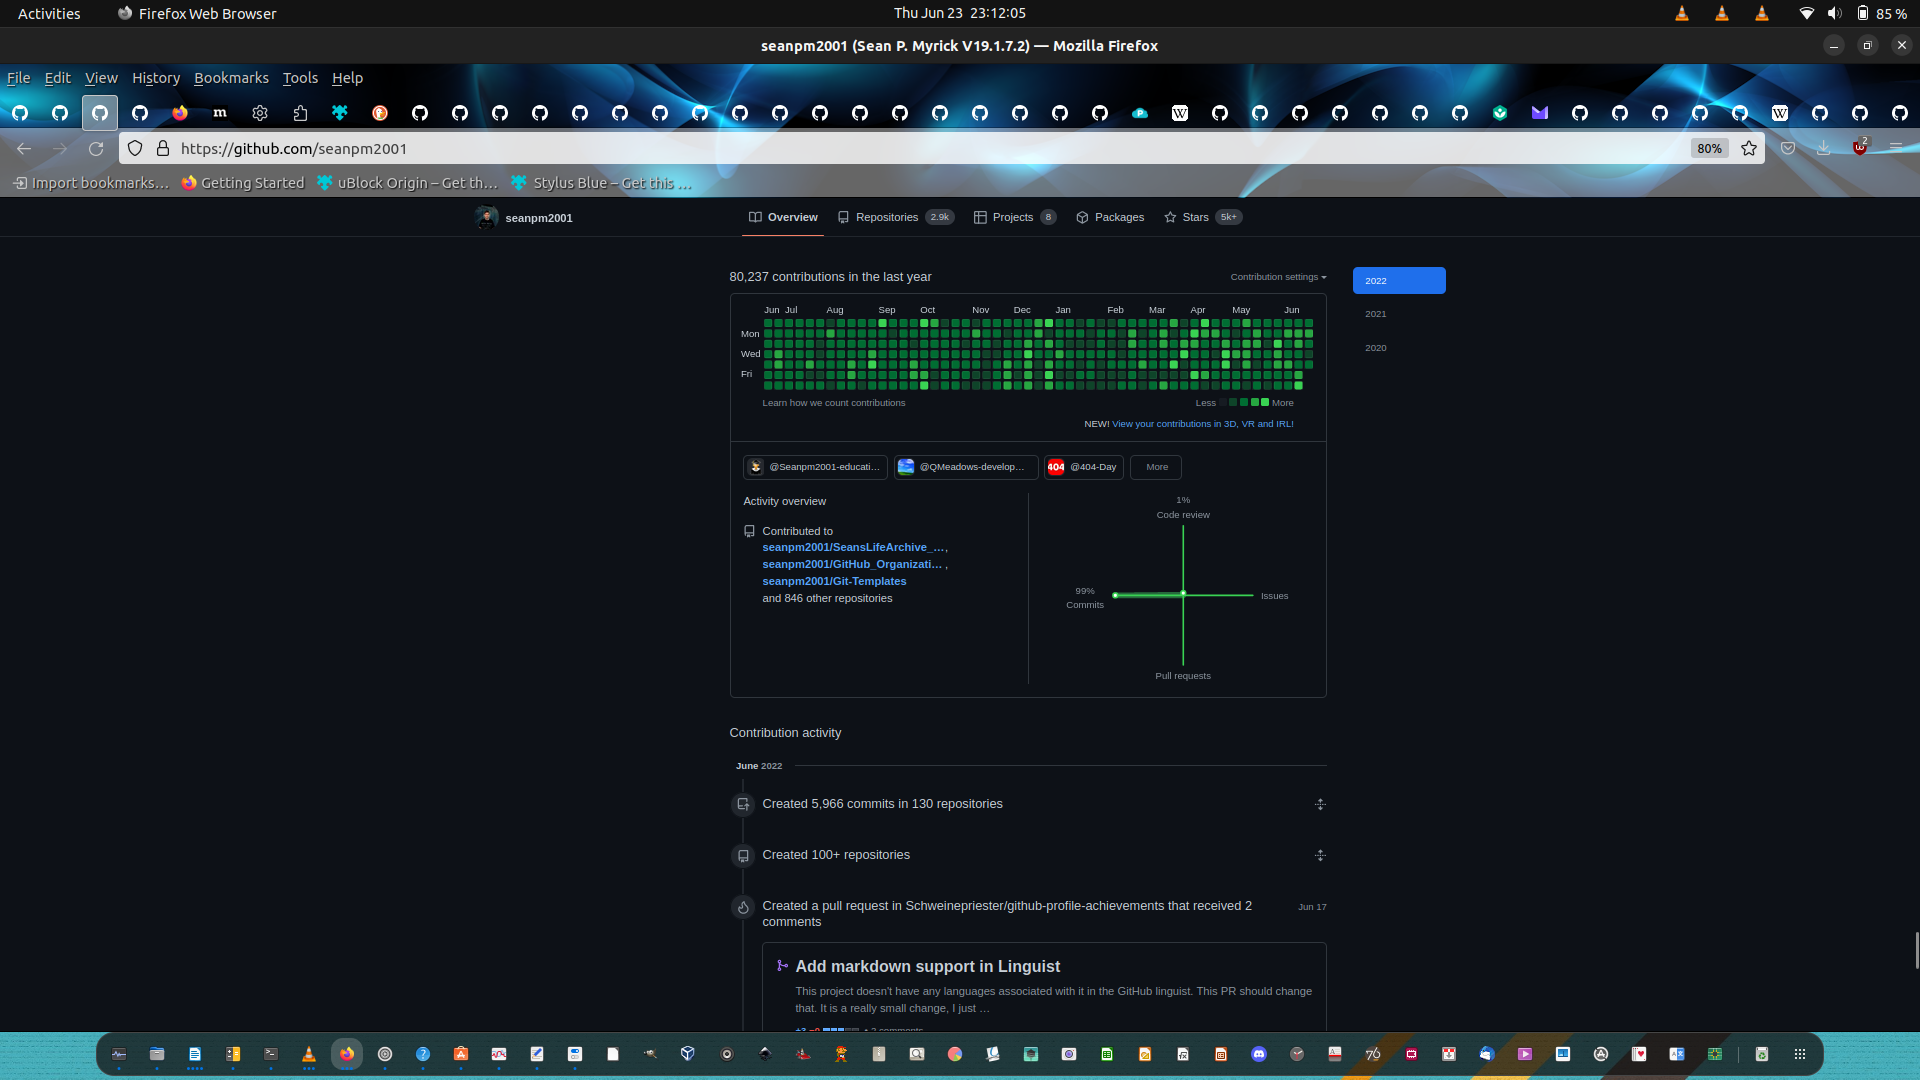 Activities Firefox Web Browser Thu Jun 23 23:12:05 85 %
seanpm2001 (Sean P. Myrick V19.1.7.2) — Mozilla Firefox
File Edit View History Bookmarks Tools Help
https://github.com/seanpm2001 80% 2
Import bookmarks… Getting Started uBlock Origin – Get th… Stylus Blue – Get this …
seanpm2001 Overview Repositories 2.9k Projects 8 Packages Stars 5k+
80,237 contributions in the last year Contribution settings
2022
2021
2020
Jun Jul Aug Sep Oct Nov Dec Jan Feb Mar Apr May Jun
Mon
Wed
Fri
Learn how we count contributions Less More
NEW! View your contributions in 3D, VR and IRL!
@Seanpm2001-educati… @QMeadows-develop… 404 @404-Day More
Activity overview
Contributed to
seanpm2001/SeansLifeArchive_…,
seanpm2001/GitHub_Organizati… ,
seanpm2001/Git-Templates
and 846 other repositories
1%
Code review
99%
Commits
Issues
Pull requests
Contribution activity
June 2022
Created 5,966 commits in 130 repositories
Created 100+ repositories
Created a pull request in Schweinepriester/github-profile-achievements that received 2 Jun 17
comments
Add markdown support in Linguist
This project doesn't have any languages associated with it in the GitHub linguist. This PR should change
that. It is a really small change, I just …
76